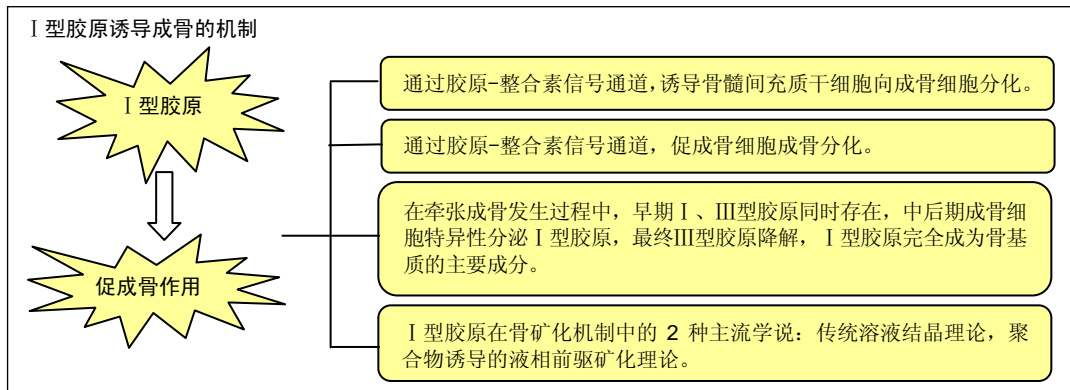 Ⅰ型胶原诱导成骨的机制
Ⅰ型胶原
促成骨作用
通过胶原-整合素信号通道,诱导骨髓间充质干细胞向成骨细胞分化。
通过胶原-整合素信号通道，促成骨细胞成骨分化。
在牵张成骨发生过程中，早期Ⅰ、Ⅲ型胶原同时存在，中后期成骨细
胞特异性分泌Ⅰ型胶原，最终Ⅲ型胶原降解，Ⅰ型胶原完全成为骨基
质的主要成分。
Ⅰ型胶原在骨矿化机制中的 2 种主流学说：传统溶液结晶理论，聚
合物诱导的液相前驱矿化理论。